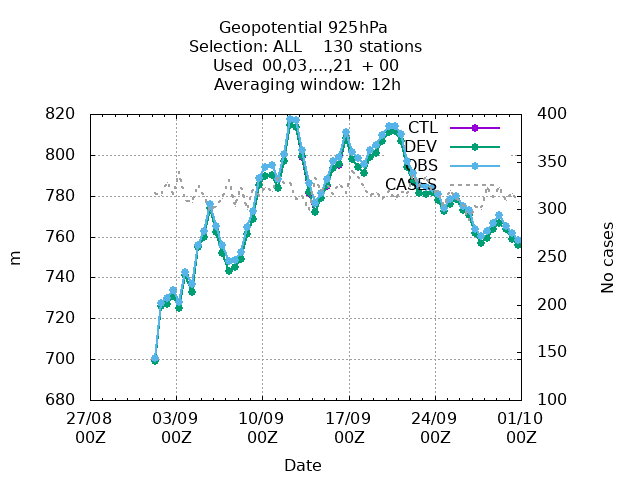 Geopotential 925hPa
Selection: ALL 130 stations
Used 00,03,...,21 + 00
Averaging window: 12h
820
800
780
760
740
720
700
680
m
400
350
300
250
200
150
100
No cases
CTL
DEV
OBS
CASES
27/08 03/09 10/09 17/09 24/09 01/10
00Z 00Z 00Z 00Z 00Z 00Z
Date